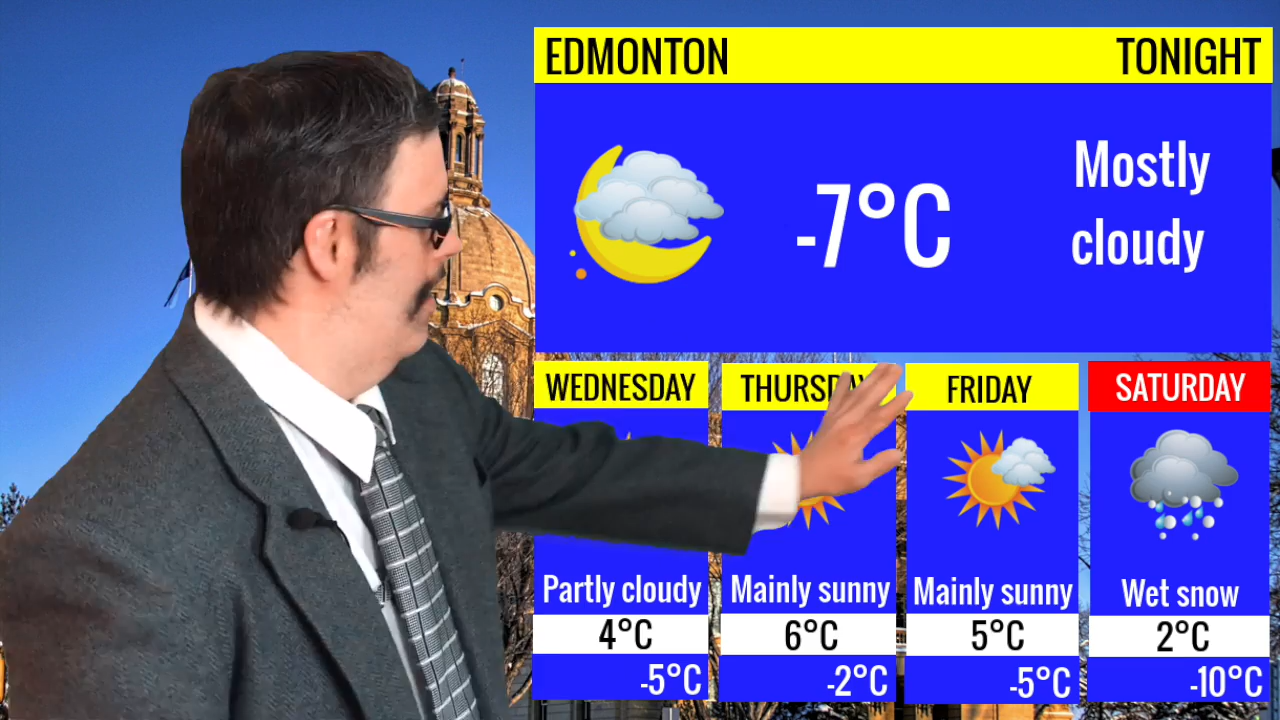 EDMONTON TONIGHT
-7°C
Mostly
cloudy
WEDNESDAY THURSDAY FRIDAY SATURDAY
Partly cloudy Mainly sunny Mainly sunny Wet snow
4°C 6°C 5°C 2°C
-5°C -2°C -5°C -10°C